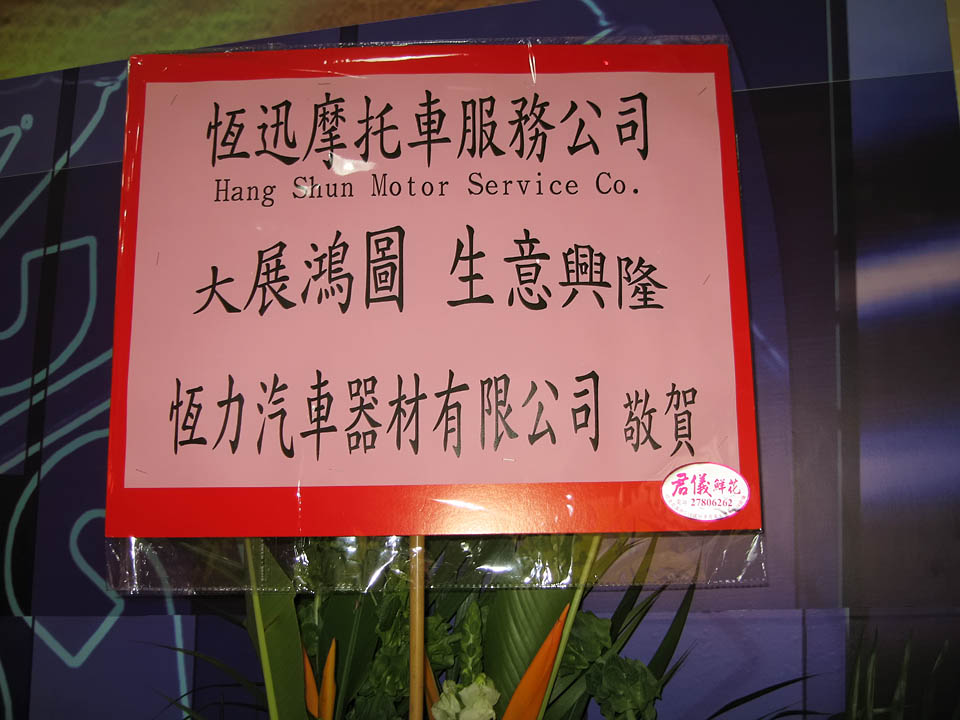 恆迅摩托車服務公司
Hang Shun Motor Service Co.
大展鴻圖 生意興隆
恆力汽車器材有限公司 敬賀
君儀鮮花
27806262